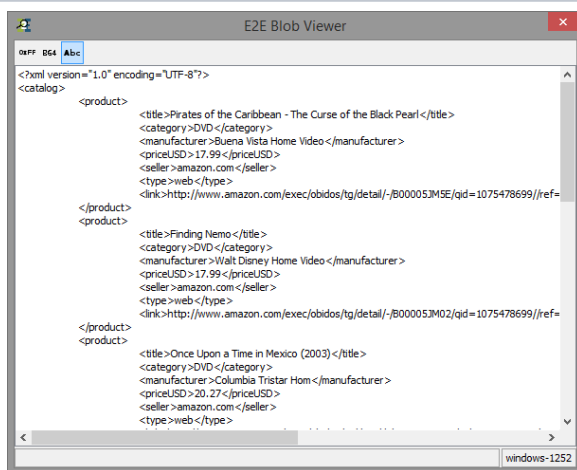 E2E Blob Viewer
0xFF B64 Abc
<?xml version="1.0" encoding="UTF-8"?>
<catalog>
<product>
<title>Pirates of the Caribbean - The Curse of the Black Pearl</title>
<category>DVD</category>
<manufacturer>Buena Vista Home Video</manufacturer>
<priceUSD>17.99</priceUSD>
<seller>amazon.com</seller>
<type>web</type>
<link>http://www.amazon.com/exec/obidos/tg/detail/-/B00005JM5E/qid=1075478699//ref=
</product>
<product>
<title>Finding Nemo</title>
<category>DVD</category>
<manufacturer>Walt Disney Home Video</manufacturer>
<priceUSD>17.99</priceUSD>
<seller>amazon.com</seller>
<type>web</type>
<link>http://www.amazon.com/exec/obidos/tg/detail/-/B00005JM02/qid=1075478699//ref=
</product>
<product>
<title>Once Upon a Time in Mexico (2003)</title>
<category>DVD</category>
<manufacturer>Columbia Tristar Hom</manufacturer>
<priceUSD>20.27</priceUSD>
<seller>amazon.com</seller>
<type>web</type>
windows-1252